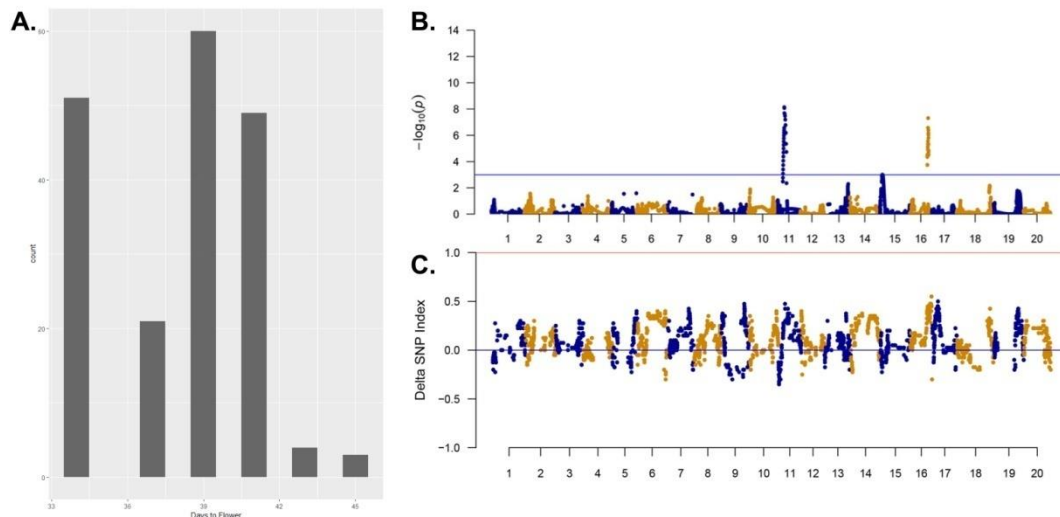 A.
60
40
20
0
count
33 36 39 42 45
Days to Flower
B.
14
12
10
8
6
4
2
0
−log10(p)
1 2 3 4 5 6 7 8 9 10 11 12 13 14 15 16 17 18 19 20
C.
1.0
0.5
0.0
−0.5
−1.0
Delta SNP Index
1 2 3 4 5 6 7 8 9 10 11 12 13 14 15 16 17 18 19 20